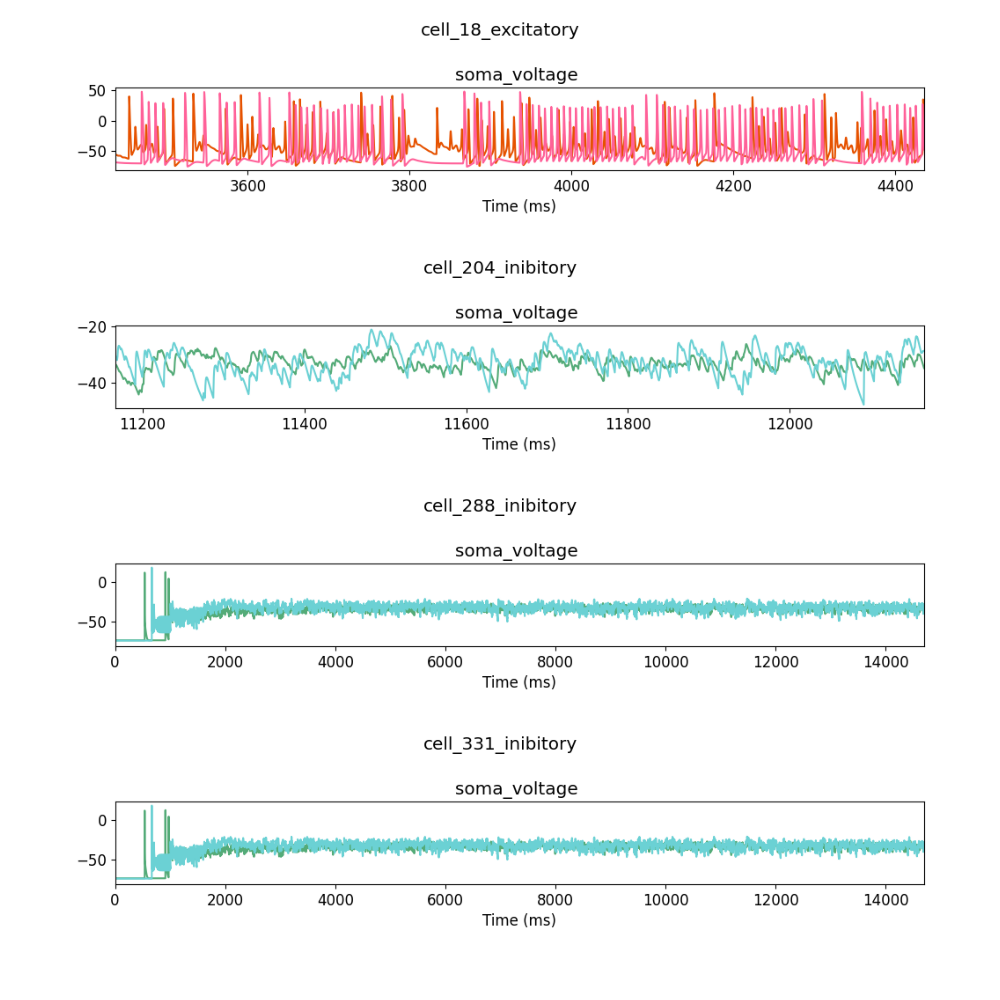 cell_18_excitatory
soma_voltage
50
0
−50
3600 3800 4000 4200 4400
Time (ms)
cell_204_inibitory
soma_voltage
−20
−40
11200 11400 11600 11800 12000
Time (ms)
cell_288_inibitory
soma_voltage
0
−50
0 2000 4000 6000 8000 10000 12000 14000
Time (ms)
cell_331_inibitory
soma_voltage
0
−50
0 2000 4000 6000 8000 10000 12000 14000
Time (ms)